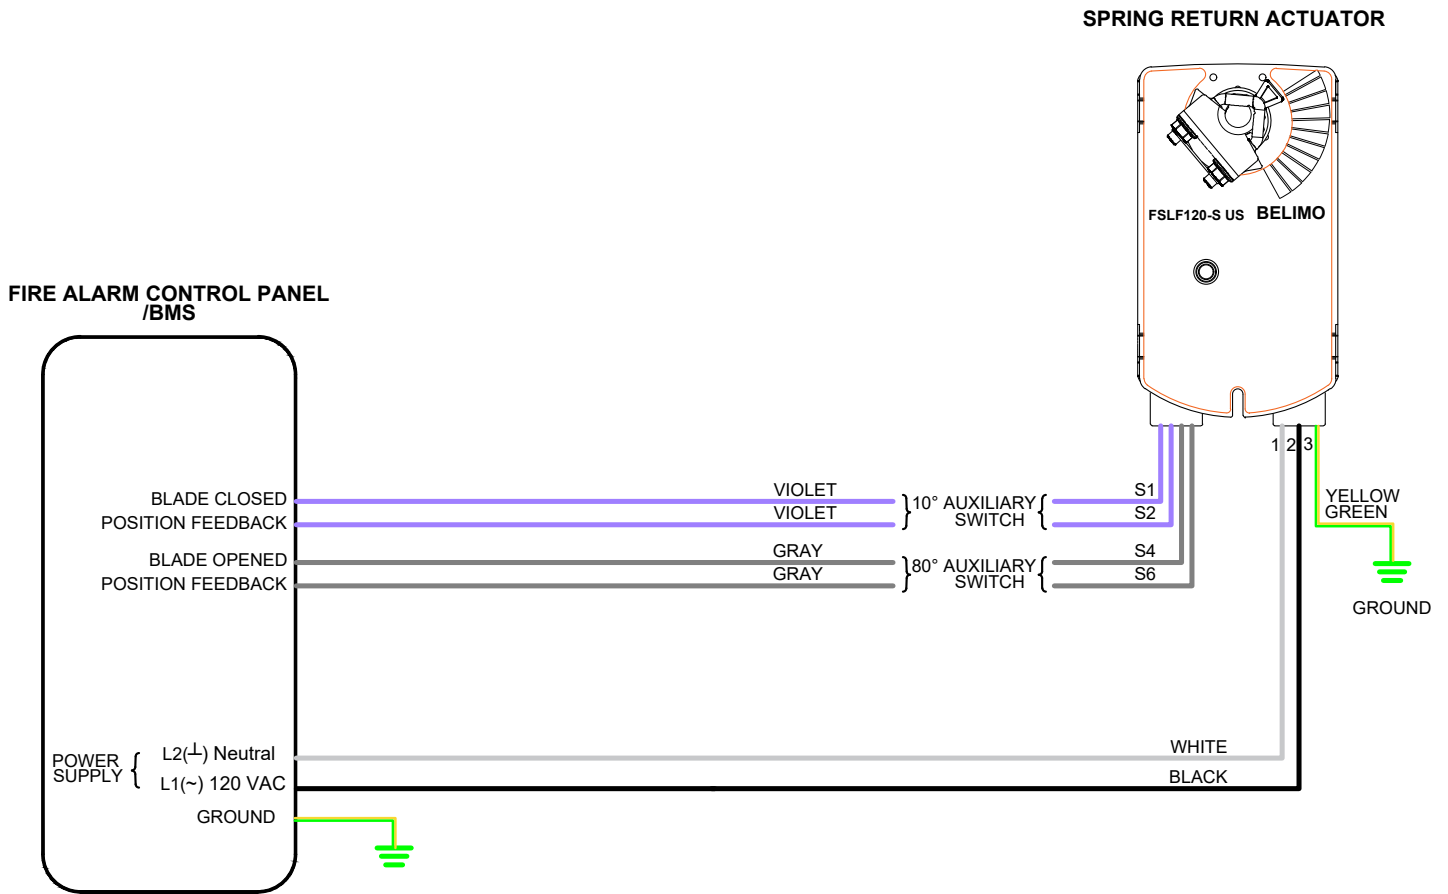 SPRING RETURN ACTUATOR
FSLF120-S US BELIMO
FIRE ALARM CONTROL PANEL
/BMS
1 2 3
BLADE CLOSED
POSITION FEEDBACK
VIOLET
VIOLET
10° AUXILIARY
SWITCH
S1
S2
YELLOW
GREEN
BLADE OPENED
POSITION FEEDBACK
GRAY
GRAY
80° AUXILIARY
SWITCH
S4
S6
GROUND
POWER
SUPPLY
L2(┴) Neutral
L1(~) 120 VAC
WHITE
BLACK
GROUND